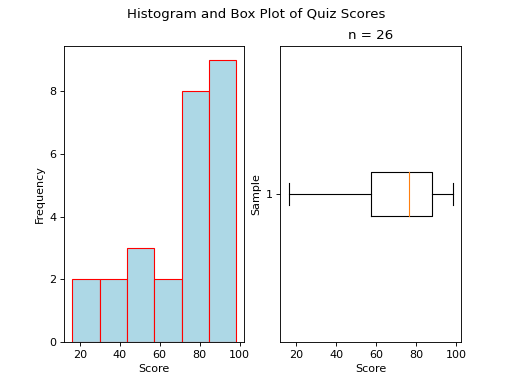 Histogram and Box Plot of Quiz Scores
8
6
4
2
0
Frequency
20 40 60 80 100
Score
n = 26
1
Sample
20 40 60 80 100
Score